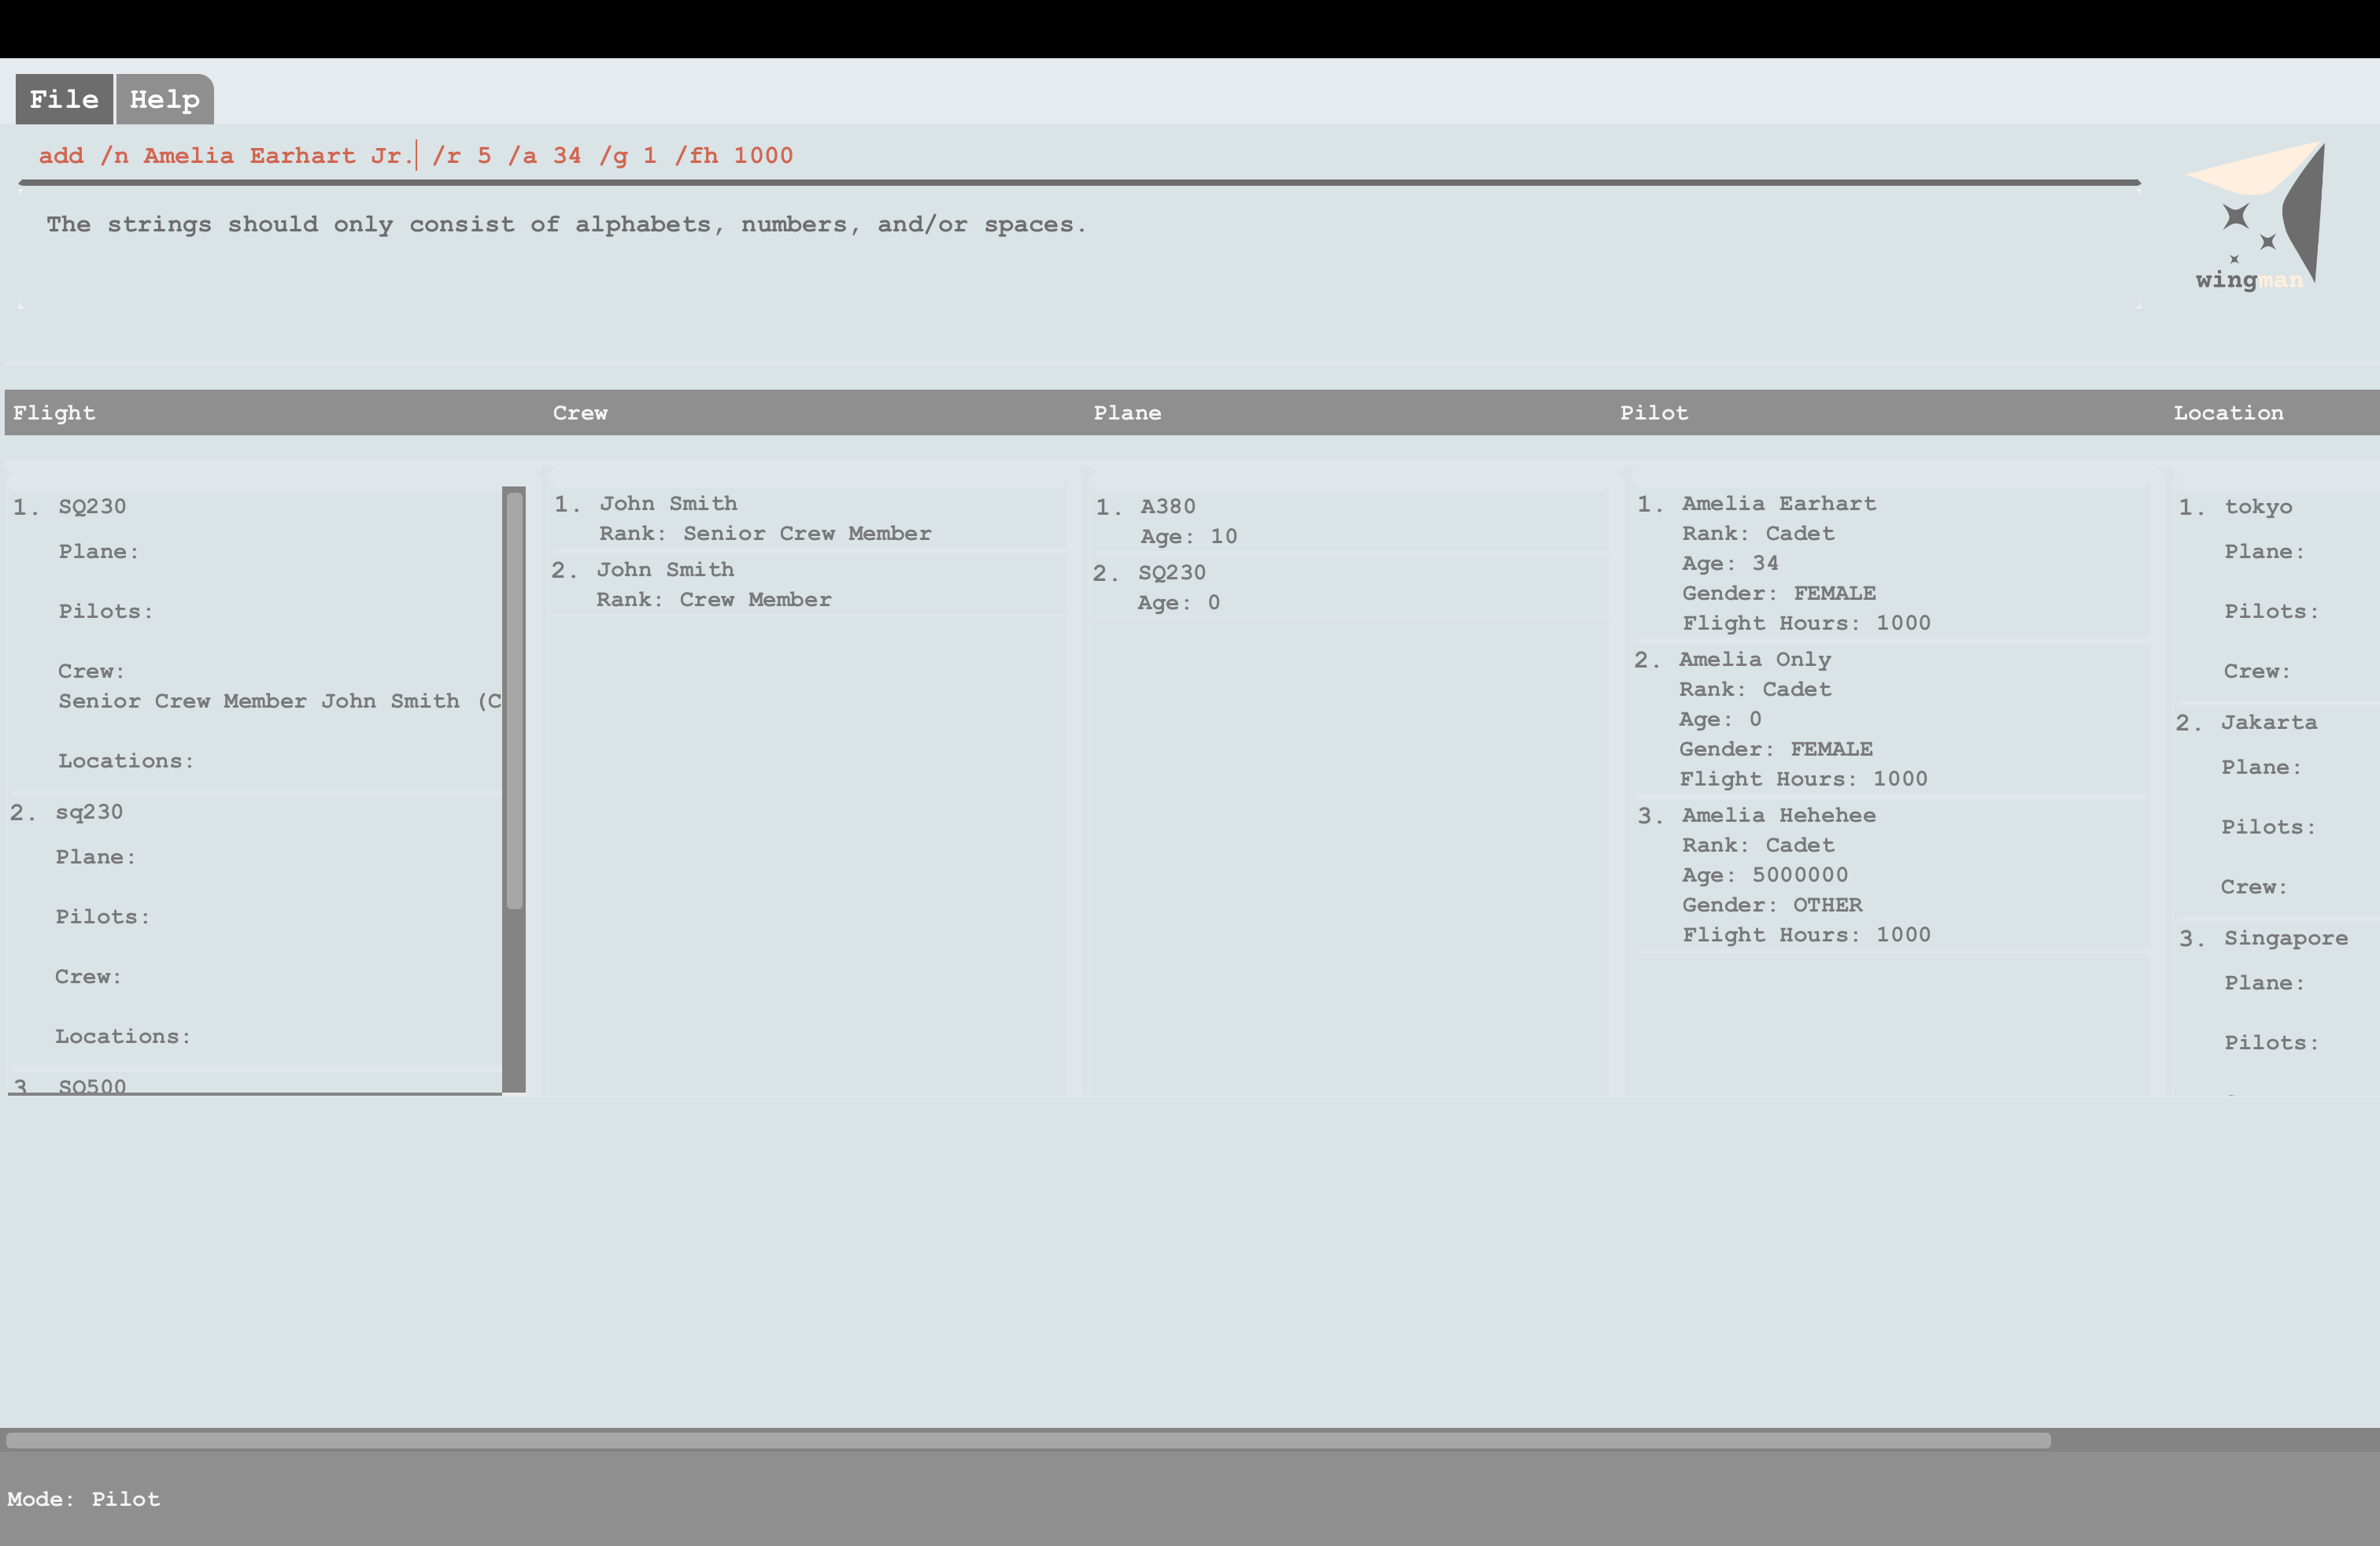 File Help
add /n Amelia Earhart Jr. /r 5 /a 34 /g 1 /fh 1000
The strings should only consist of alphabets, numbers, and/or spaces.
wingman
Flight Crew Plane Pilot Location
1. SQ230
Plane:
Pilots:
Crew:
Senior Crew Member John Smith (C
Locations:
2. sq230
Plane:
Pilots:
Crew:
Locations:
3. SQ500
1. John Smith
Rank: Senior Crew Member
2. John Smith
Rank: Crew Member
1. A380
Age: 10
2. SQ230
Age: 0
1. Amelia Earhart
Rank: Cadet
Age: 34
Gender: FEMALE
Flight Hours: 1000
2. Amelia Only
Rank: Cadet
Age: 0
Gender: FEMALE
Flight Hours: 1000
3. Amelia Hehehee
Rank: Cadet
Age: 5000000
Gender: OTHER
Flight Hours: 1000
1. tokyo
Plane:
Pilots:
Crew:
2. Jakarta
Plane:
Pilots:
Crew:
3. Singapore
Plane:
Pilots:
Mode: Pilot